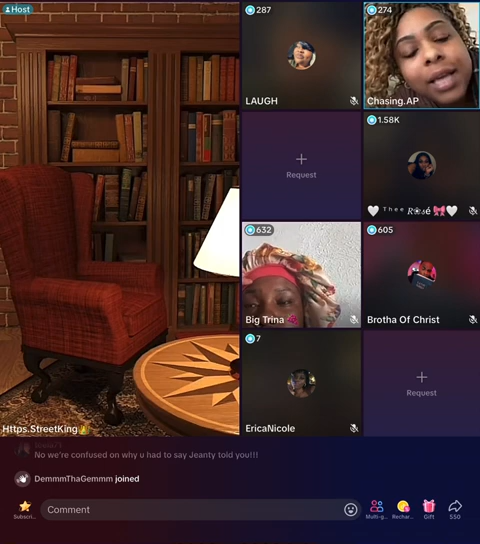 Host
287
274
LAUGH
Chasing.AP
1.58K
+
Request
🤍 ᵀʰᵉᵉ 𝑅❀𝓈é 🎀🤍
632
605
Big Trina
Brotha Of Christ
7
+
Request
EricaNicole
Https.StreetKing
No we're confused on why u had to say Jeanty told you!!!
DemmmThaGemmm joined
Comment
Subscri...
Multi-g...
Rechar...
Gift
550